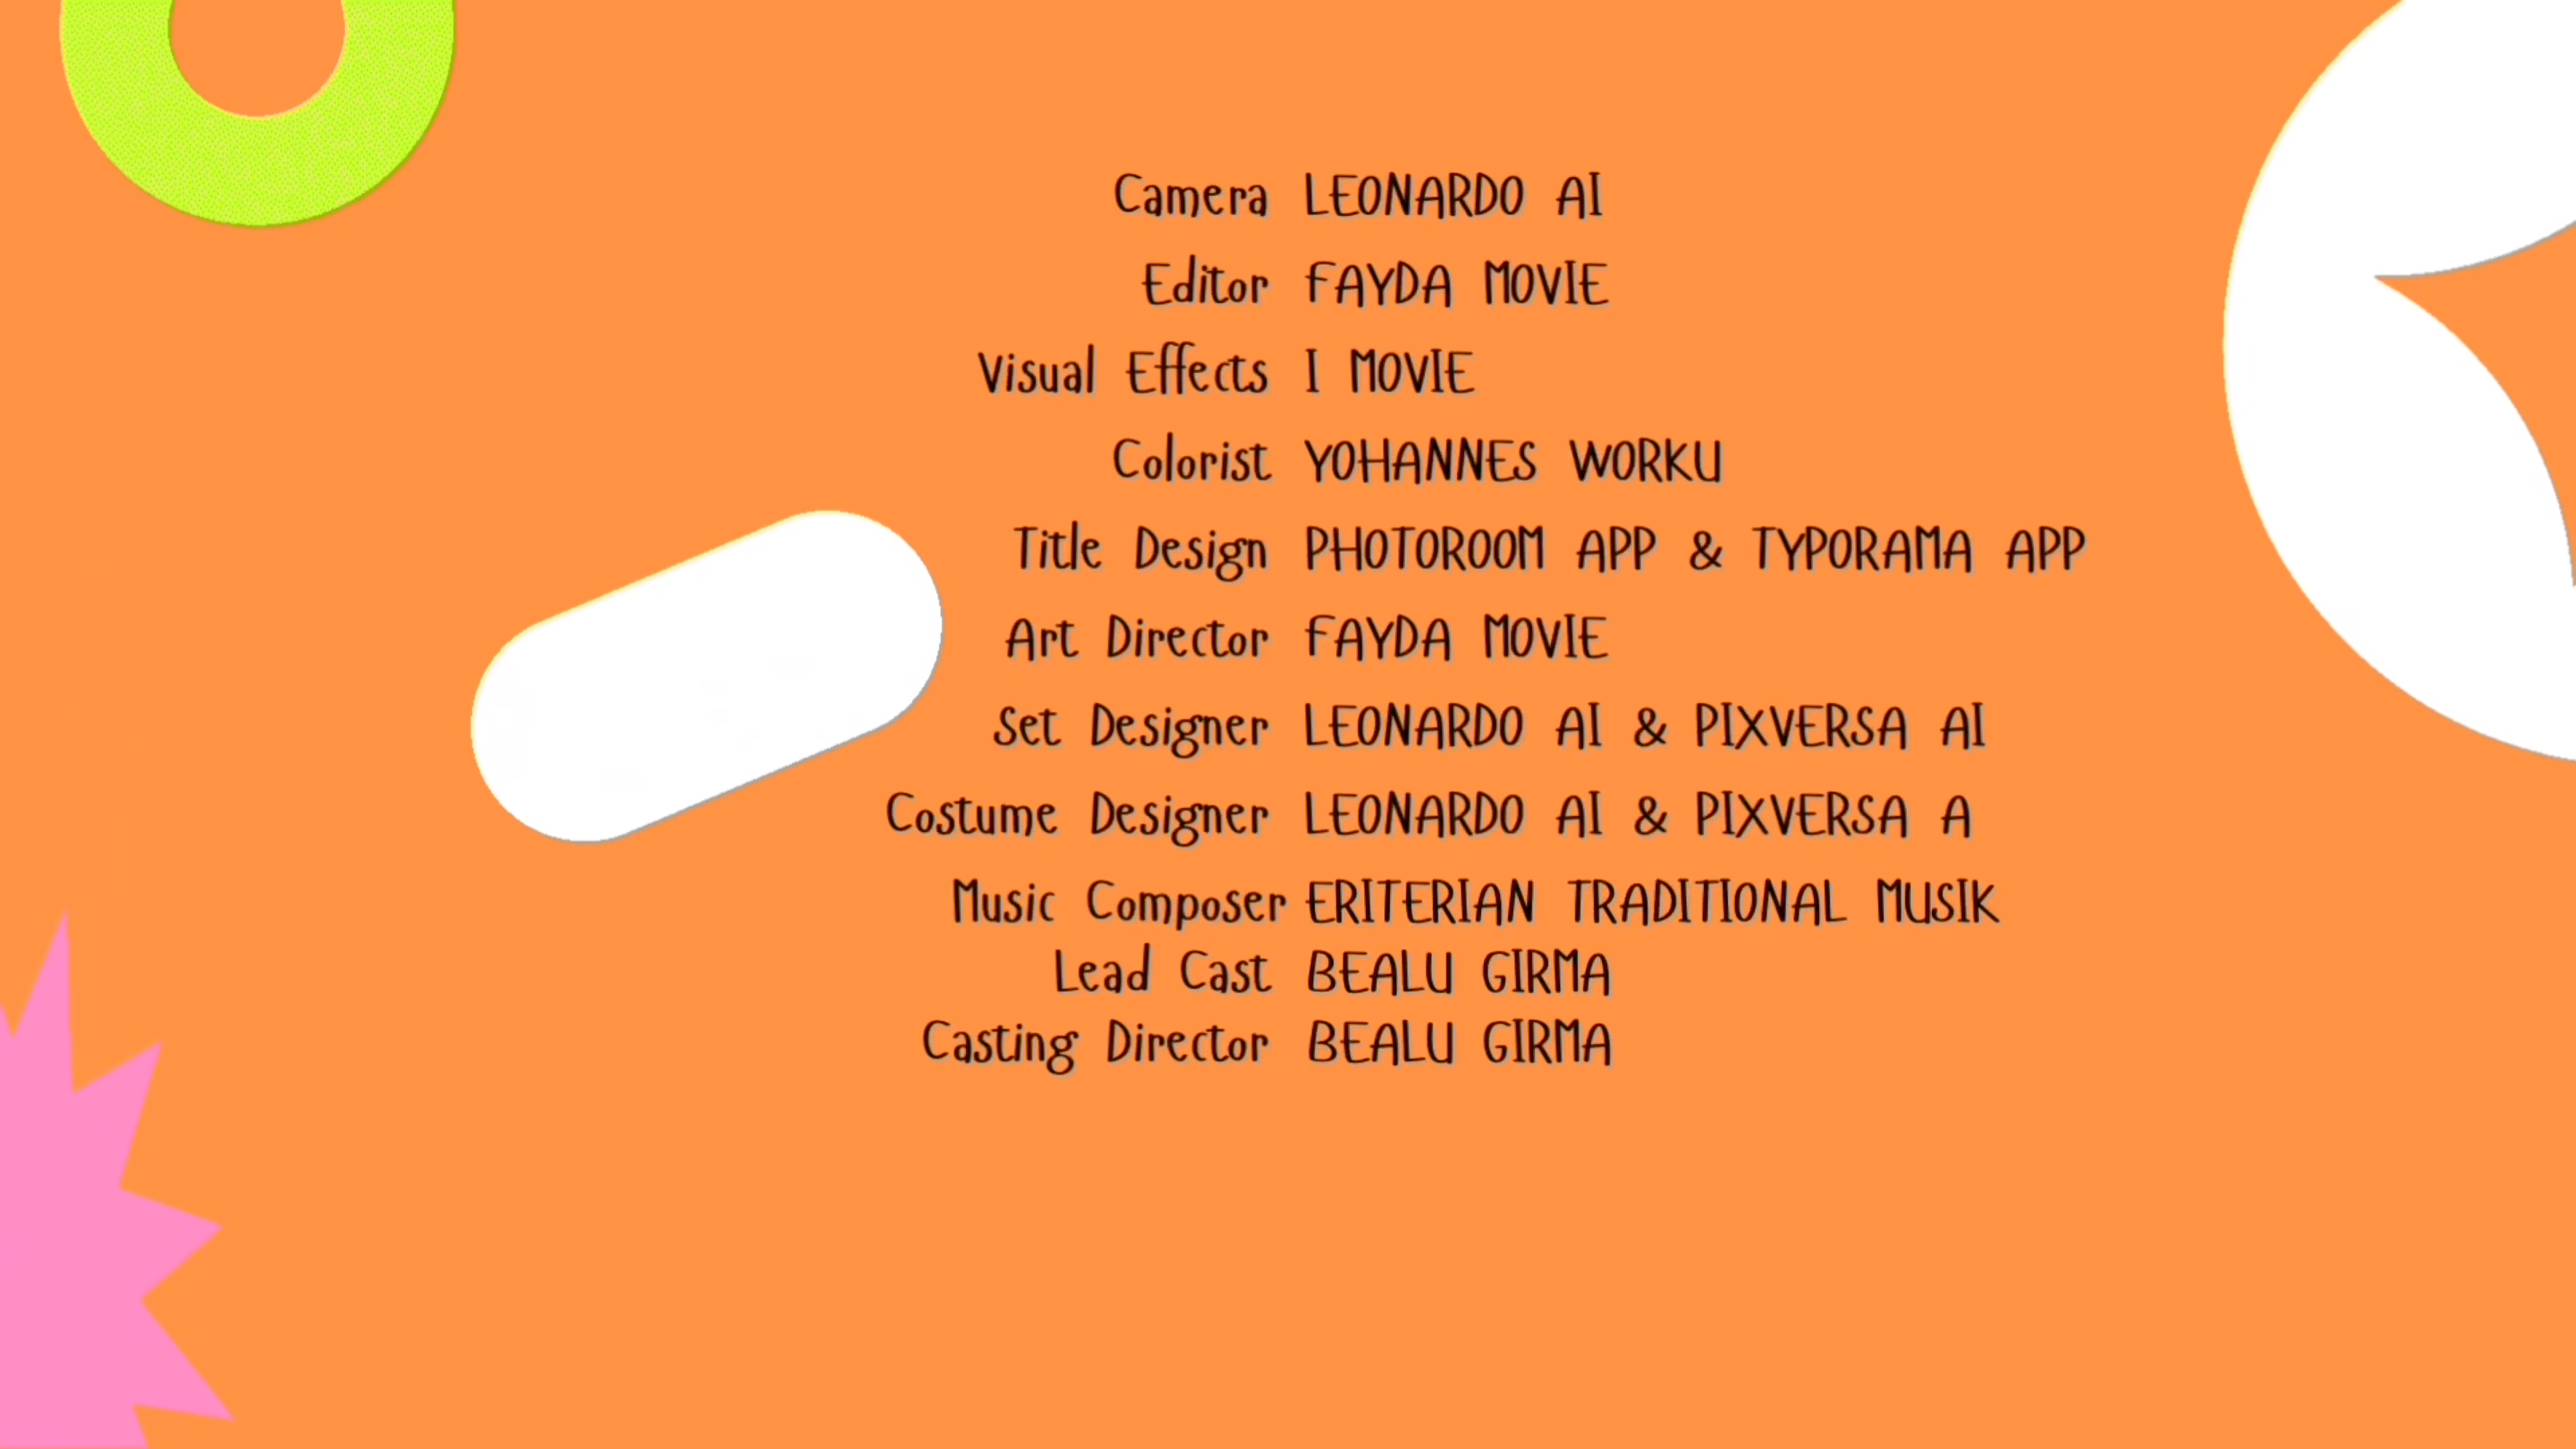 Camera LEONARDO AI
Editor FAYDA MOVIE
Visual Effects I MOVIE
Colorist YOHANNES WORKU
Title Design PHOTOROOM APP & TYPORAMA APP
Art Director FAYDA MOVIE
Set Designer LEONARDO AI & PIXVERSA AI
Costume Designer LEONARDO AI & PIXVERSA A
Music Composer ERITERIAN TRADITIONAL MUSIK
Lead Cast BEALU GIRMA
Casting Director BEALU GIRMA